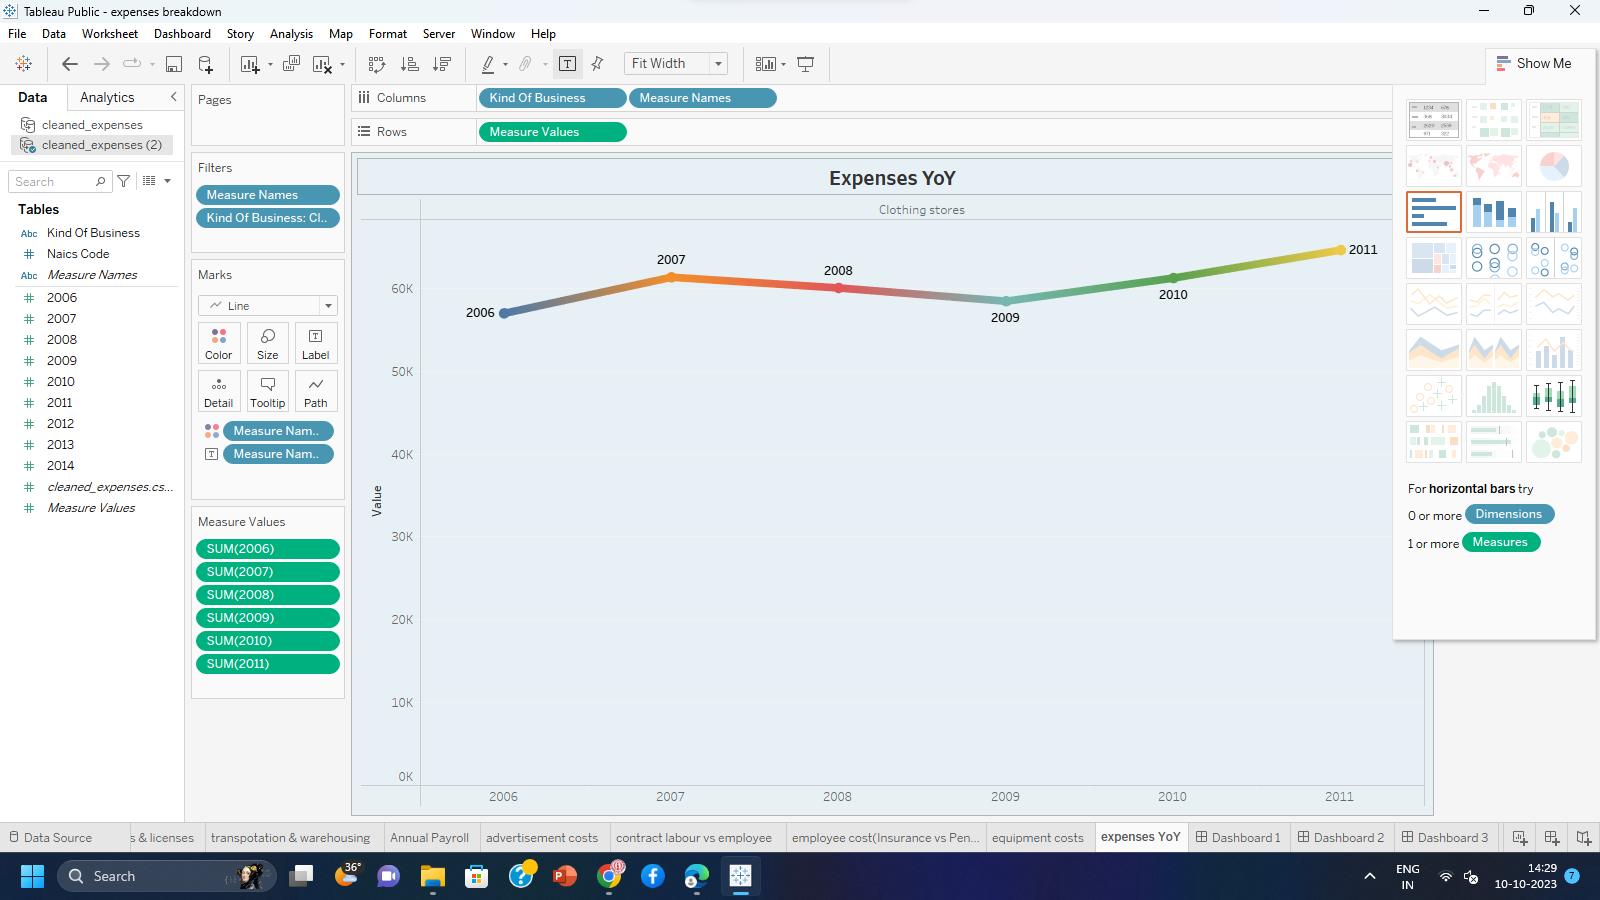 Tableau Public - expenses breakdown
File Data Worksheet Dashboard Story Analysis Map Format Server Window Help
Fit Width
Show Me
Data Analytics
cleaned_expenses
cleaned_expenses (2)
Search
Tables
Abc Kind Of Business
# Naics Code
Abc Measure Names
# 2006
# 2007
# 2008
# 2009
# 2010
# 2011
# 2012
# 2013
# 2014
# cleaned_expenses.cs...
# Measure Values
Pages
Filters
Measure Names
Kind Of Business: Cl..
Marks
Line
Color Size Label
Detail Tooltip Path
Measure Nam..
Measure Nam..
Measure Values
SUM(2006)
SUM(2007)
SUM(2008)
SUM(2009)
SUM(2010)
SUM(2011)
Columns Kind Of Business Measure Names
Rows Measure Values
Expenses YoY
Clothing stores
2006
2007
2008
2009
2010
2011
Value
60K
50K
40K
30K
20K
10K
0K
2006 2007 2008 2009 2010 2011
For horizontal bars try
0 or more Dimensions
1 or more Measures
Data Source s & licenses transpotation & warehousing Annual Payroll advertisement costs contract labour vs employee employee cost(Insurance vs Pen... equipment costs expenses YoY Dashboard 1 Dashboard 2 Dashboard 3
Search
36°
ENG
IN
14:29
10-10-2023
7